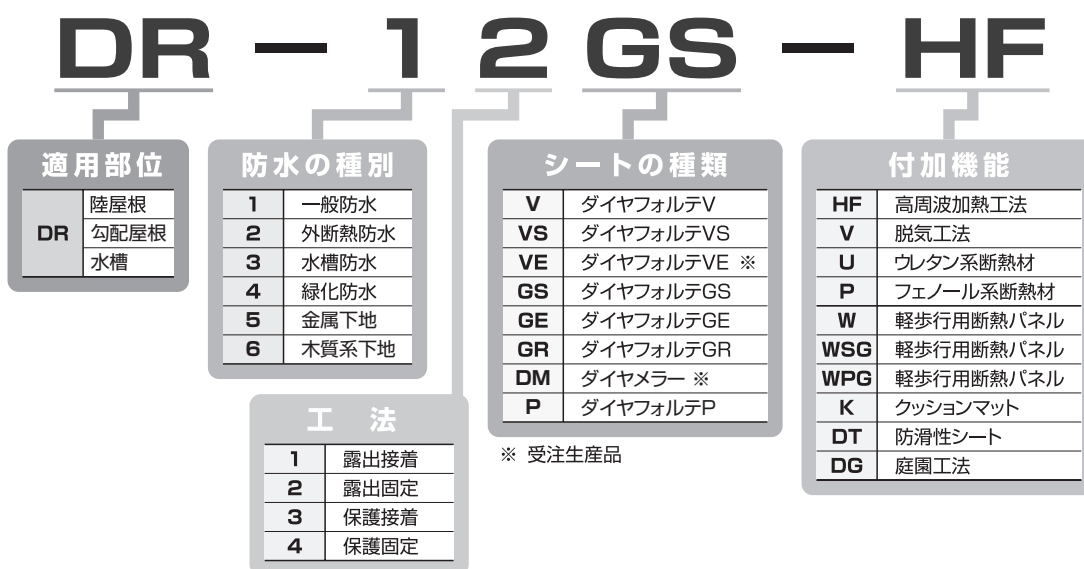 DR — 1 2 GS — HF
適用部位
DR
陸屋根
勾配屋根
水槽
防水の種別
1 一般防水
2 外断熱防水
3 水槽防水
4 緑化防水
5 金属下地
6 木質系下地
工 法
1 露出接着
2 露出固定
3 保護接着
4 保護固定
シートの種類
V ダイヤフォルテV
VS ダイヤフォルテVS
VE ダイヤフォルテVE ※
GS ダイヤフォルテGS
GE ダイヤフォルテGE
GR ダイヤフォルテGR
DM ダイヤメラー ※
P ダイヤフォルテP
※ 受注生産品
付加機能
HF 高周波加熱工法
V 脱気工法
U ウレタン系断熱材
P フェノール系断熱材
W 軽歩行用断熱パネル
WSG 軽歩行用断熱パネル
WPG 軽歩行用断熱パネル
K クッションマット
DT 防滑性シート
DG 庭園工法